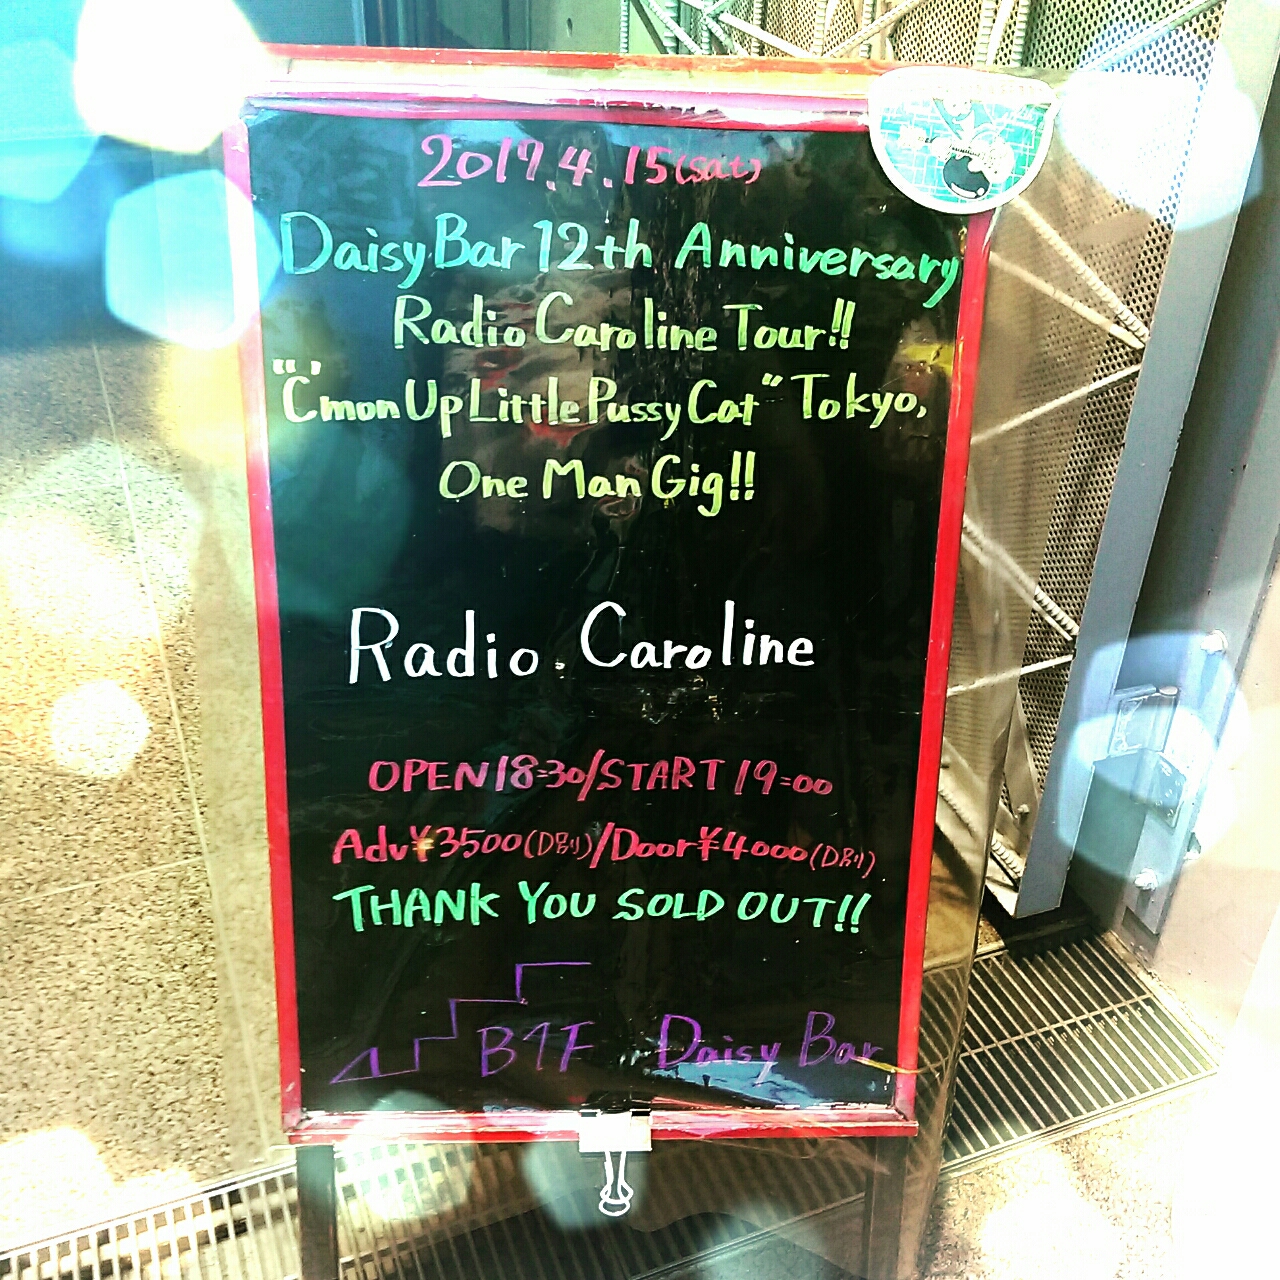 2017.4.15(sat)
Daisy Bar 12th Anniversary
Radio Caroline Tour!!
"C'mon Up Little Pussy Cat" Tokyo,
One Man Gig!!
Radio.Caroline
OPEN18:30/START 19:00
Adv¥3500(D別)/Door¥4000(D別)
THANK YOU SOLD OUT!!
B1F Daisy Bar